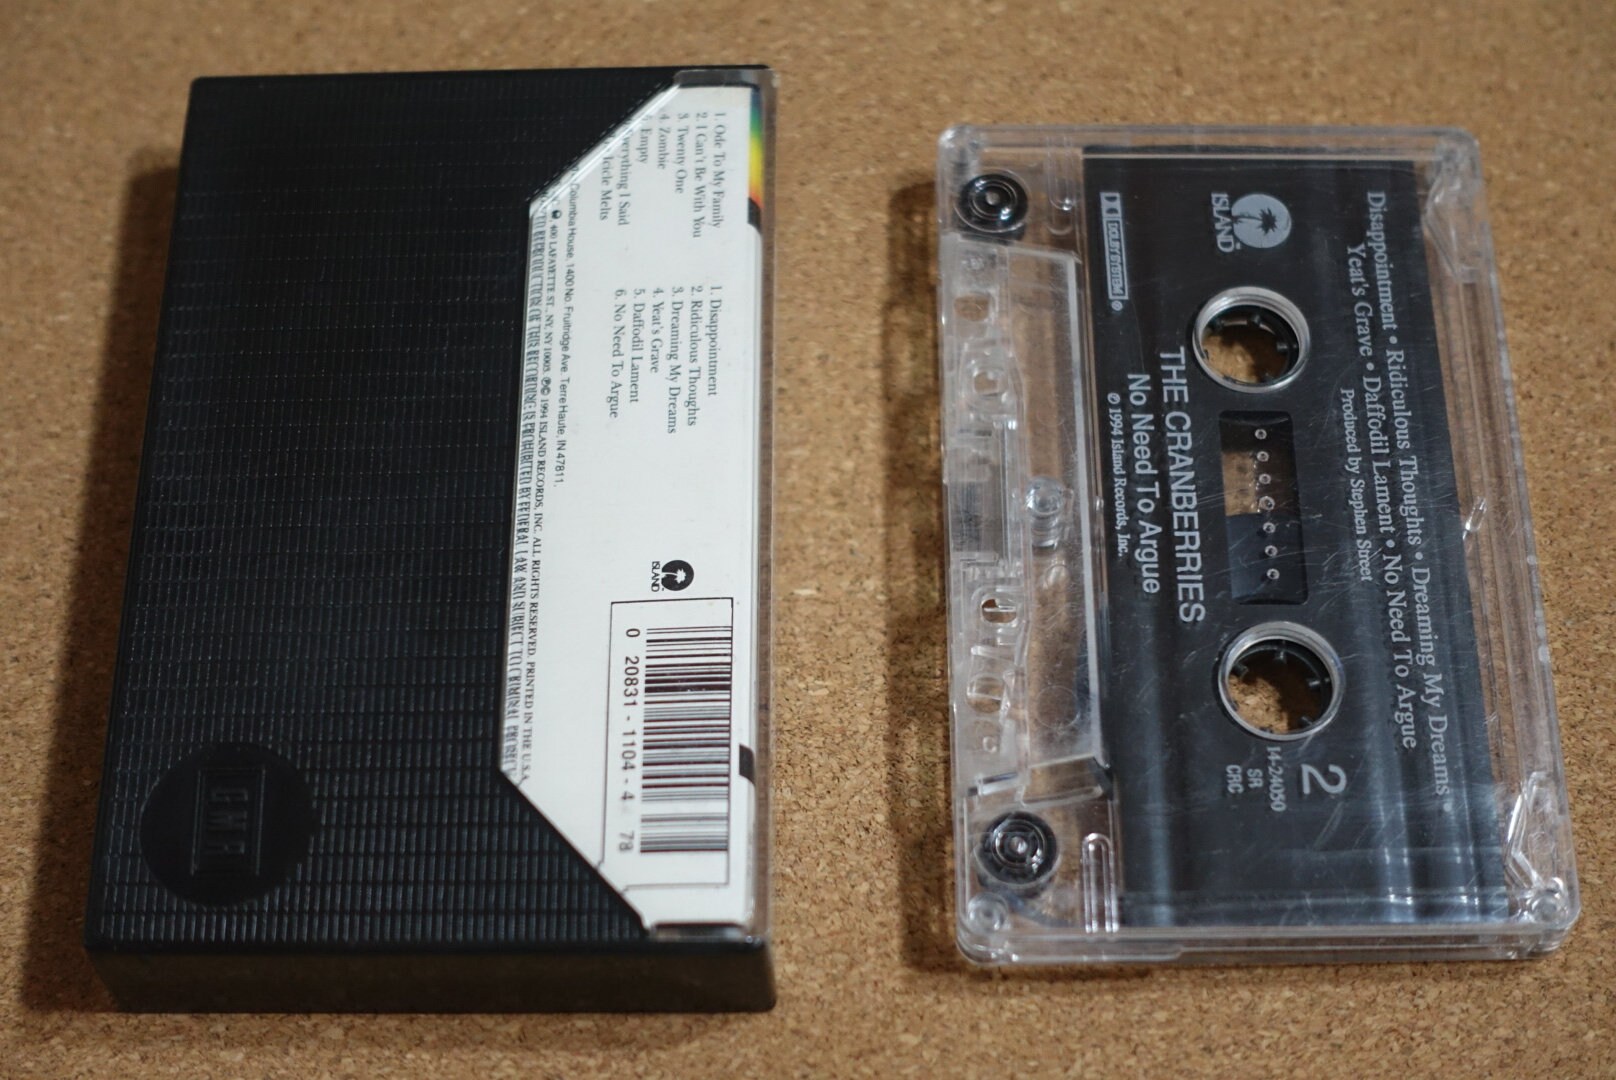 1. Ode To My Family
2. I Can't Be With You
3. Twenty One
4. Zombie
5. Empty
Everything I Said
Icicle Melts
1. Disappointment
2. Ridiculous Thoughts
3. Dreaming My Dreams
4. Yeat's Grave
5. Daffodil Lament
6. No Need To Argue
Columbia House, 1400 No. Fruitridge Ave. Terre Haute, IN 47811.
400 LAFAYETTE ST., NY, NY 10003. ℗© 1994 ISLAND RECORDS, INC. ALL RIGHTS RESERVED. PRINTED IN THE U.S.A.
REPRODUCTION OF THIS RECORDING IS PROHIBITED BY FEDERAL LAW AND SUBJECT TO CRIMINAL
ISLAND
0 20831-1104-4 78
Disappointment • Ridiculous Thoughts • Dreaming My Dreams •
Yeat's Grave • Daffodil Lament • No Need To Argue
Produced by Stephen Street
ISLAND™
2
14-24050
SR
CRC
THE CRANBERRIES
No Need To Argue
℗ 1994 Island Records, Inc.
DOLBY SYSTEM ®